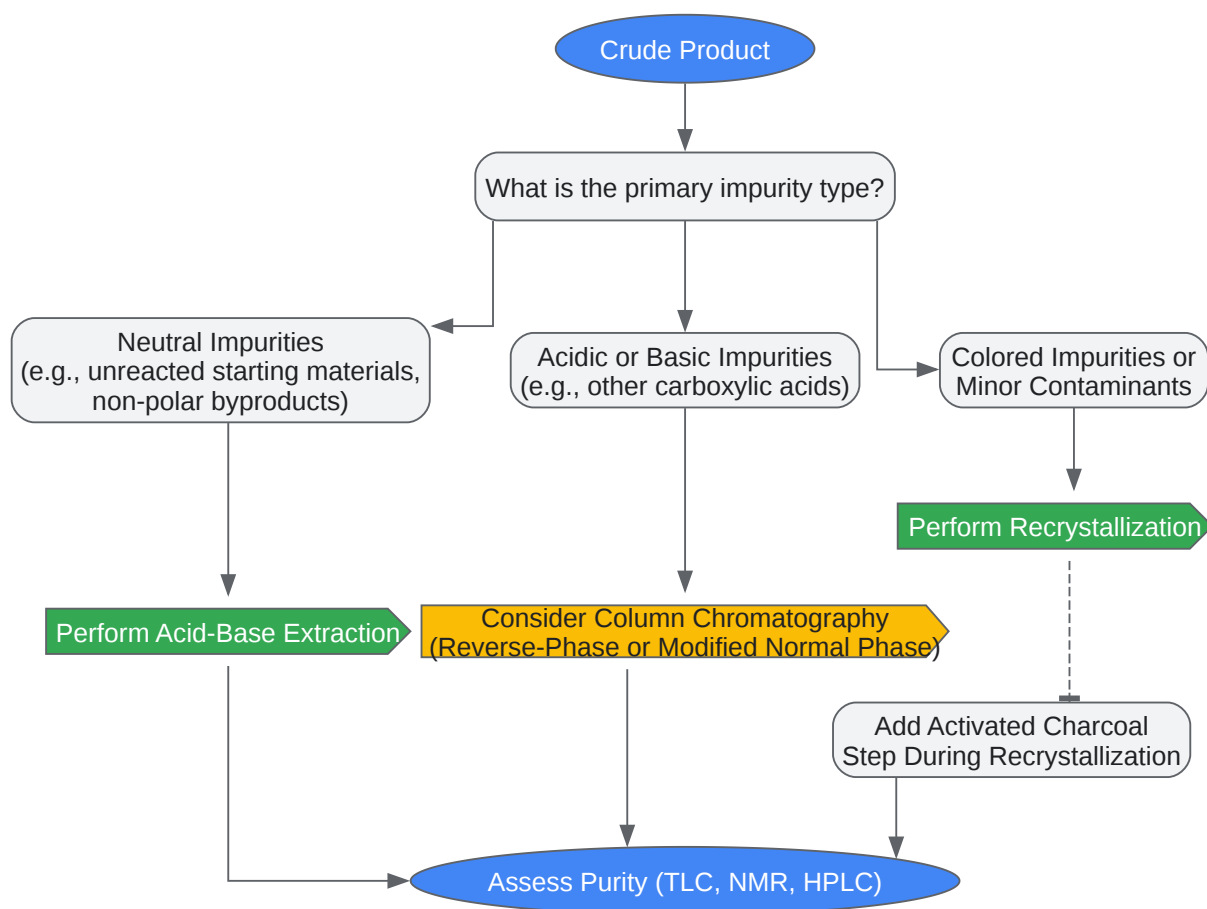 Crude Product
What is the primary impurity type?
Neutral Impurities
(e.g., unreacted starting materials,
non-polar byproducts)
Acidic or Basic Impurities
(e.g., other carboxylic acids)
Colored Impurities or
Minor Contaminants
Perform Recrystallization
Perform Acid-Base Extraction
Consider Column Chromatography
(Reverse-Phase or Modified Normal Phase)
Add Activated Charcoal
Step During Recrystallization
Assess Purity (TLC, NMR, HPLC)